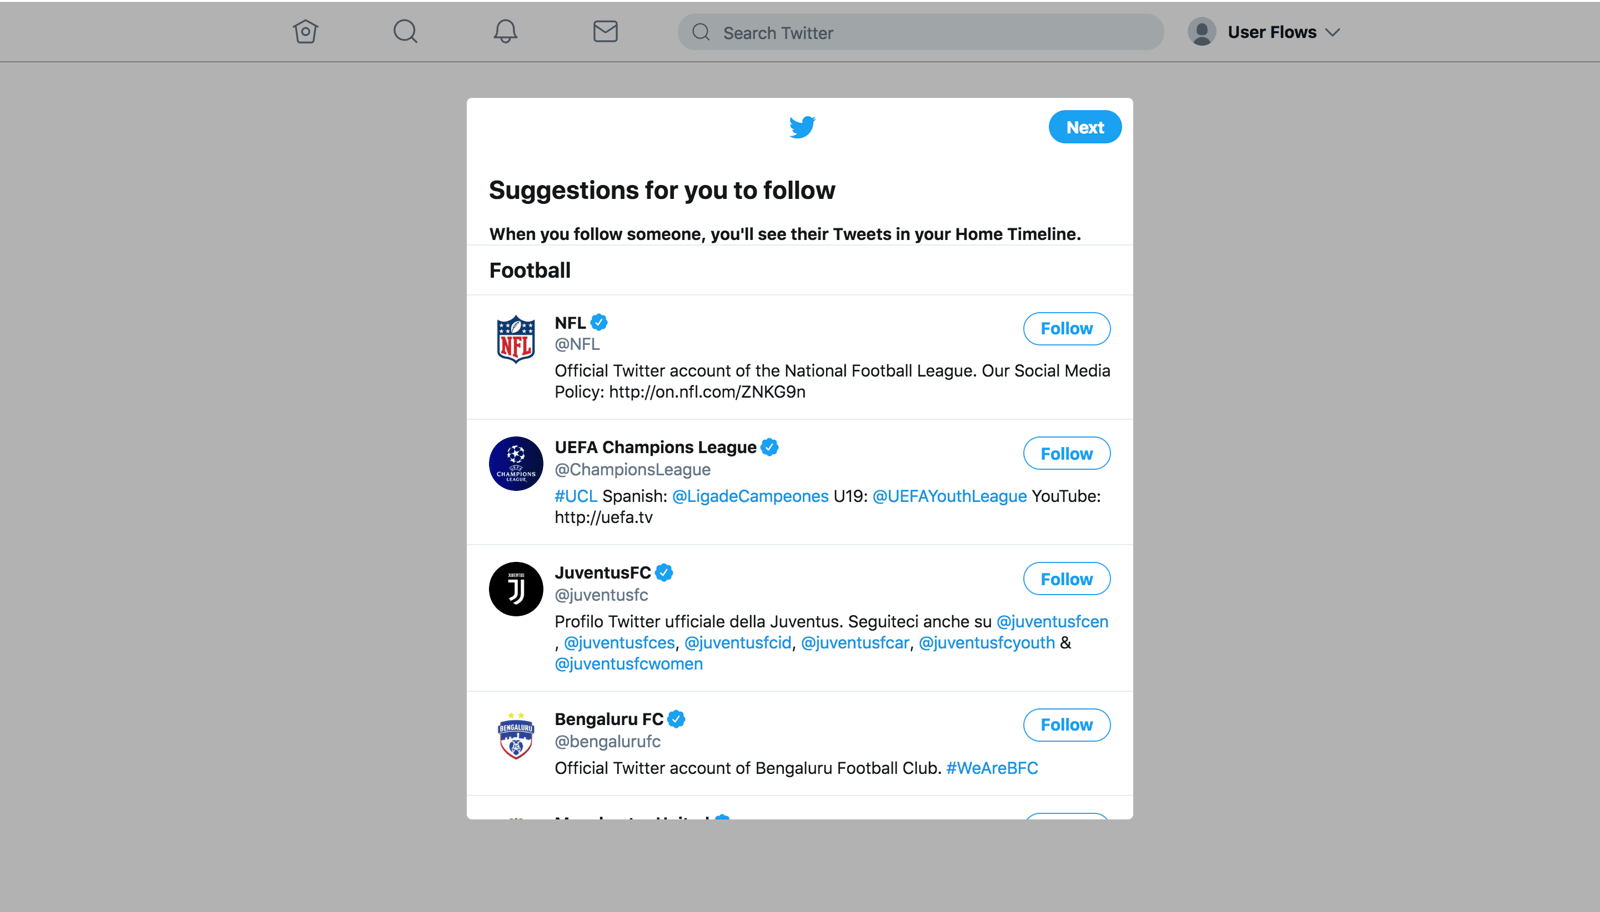 Search Twitter
User Flows
Next
Suggestions for you to follow
When you follow someone, you'll see their Tweets in your Home Timeline.
Football
NFL
NFL
Follow
@NFL
Official Twitter account of the National Football League. Our Social Media
Policy: http://on.nfl.com/ZNKG9n
CHAMPIONS
LEAGUE
UEFA Champions League
Follow
@ChampionsLeague
#UCL Spanish: @LigadeCampeones U19: @UEFAYouthLeague YouTube:
http://uefa.tv
JUVENTUS
JuventusFC
Follow
@juventusfc
Profilo Twitter ufficiale della Juventus. Seguiteci anche su @juventusfcen
, @juventusfces, @juventusfcid, @juventusfcar, @juventusfcyouth &
@juventusfcwomen
BENGALURU
Bengaluru FC
Follow
@bengalurufc
Official Twitter account of Bengaluru Football Club. #WeAreBFC